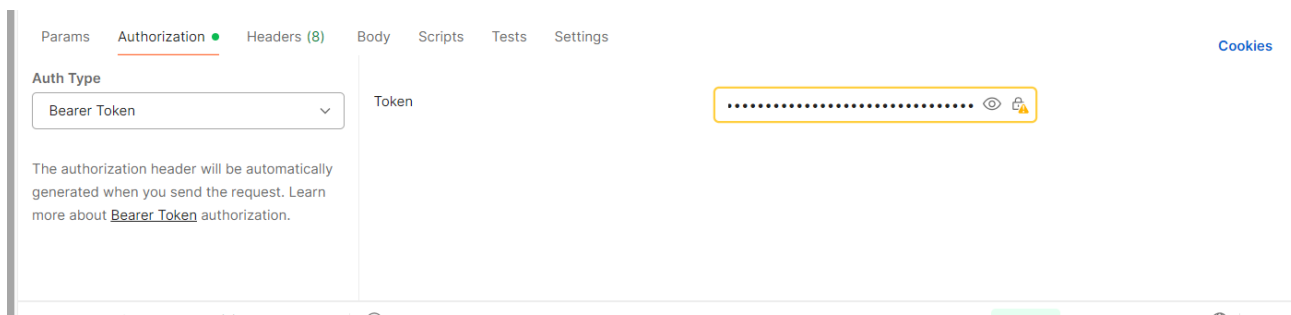 Params Authorization Headers (8) Body Scripts Tests Settings
Cookies
Auth Type
Bearer Token
Token
The authorization header will be automatically
generated when you send the request. Learn
more about Bearer Token authorization.